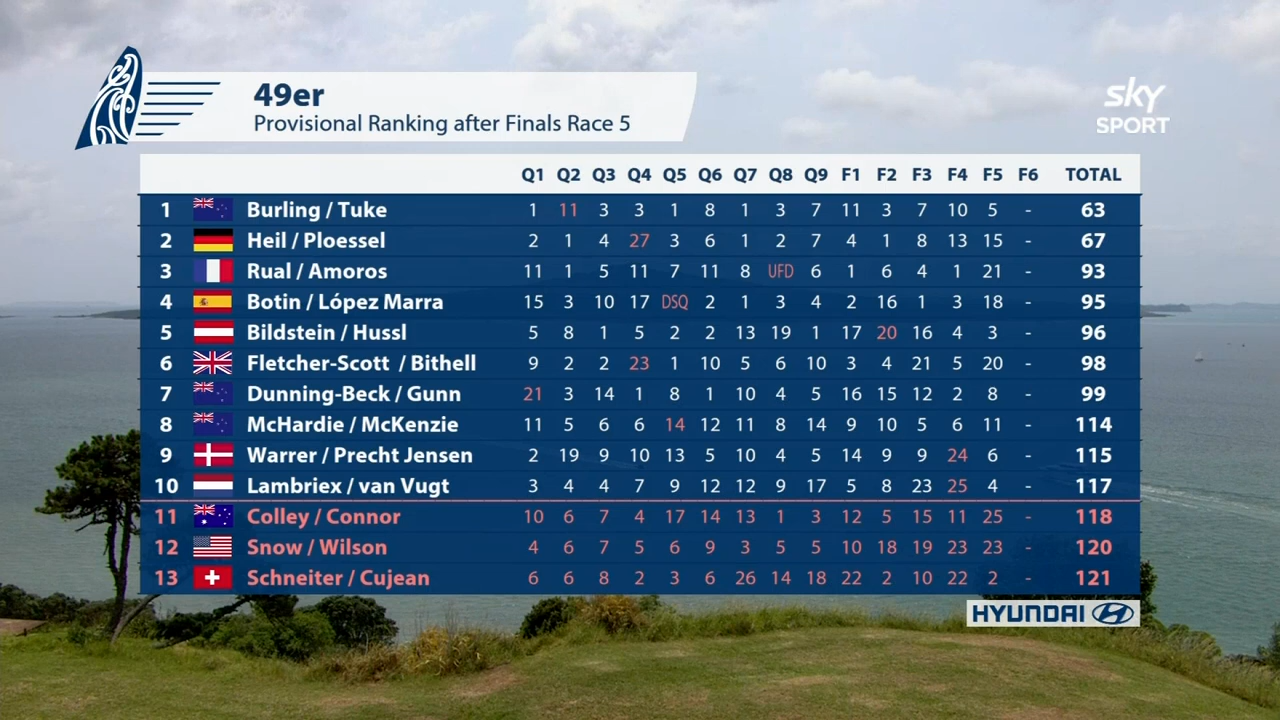 49er
Provisional Ranking after Finals Race 5
sky
SPORT
Q1 Q2 Q3 Q4 Q5 Q6 Q7 Q8 Q9 F1 F2 F3 F4 F5 F6 TOTAL
1 Burling / Tuke 1 11 3 3 1 8 1 3 7 11 3 7 10 5 - 63
2 Heil / Ploessel 2 1 4 27 3 6 1 2 7 4 1 8 13 15 - 67
3 Rual / Amoros 11 1 5 11 7 11 8 UFD 6 1 6 4 1 21 - 93
4 Botin / López Marra 15 3 10 17 DSQ 2 1 3 4 2 16 1 3 18 - 95
5 Bildstein / Hussl 5 8 1 5 2 2 13 19 1 17 20 16 4 3 - 96
6 Fletcher-Scott / Bithell 9 2 2 23 1 10 5 6 10 3 4 21 5 20 - 98
7 Dunning-Beck / Gunn 21 3 14 1 8 1 10 4 5 16 15 12 2 8 - 99
8 McHardie / McKenzie 11 5 6 6 14 12 11 8 14 9 10 5 6 11 - 114
9 Warrer / Precht Jensen 2 19 9 10 13 5 10 4 5 14 9 9 24 6 - 115
10 Lambriex / van Vugt 3 4 4 7 9 12 12 9 17 5 8 23 25 4 - 117
11 Colley / Connor 10 6 7 4 17 14 13 1 3 12 5 15 11 25 - 118
12 Snow / Wilson 4 6 7 5 6 9 3 5 5 10 18 19 23 23 - 120
13 Schneiter / Cujean 6 6 8 2 3 6 26 14 18 22 2 10 22 2 - 121
HYUNDAI